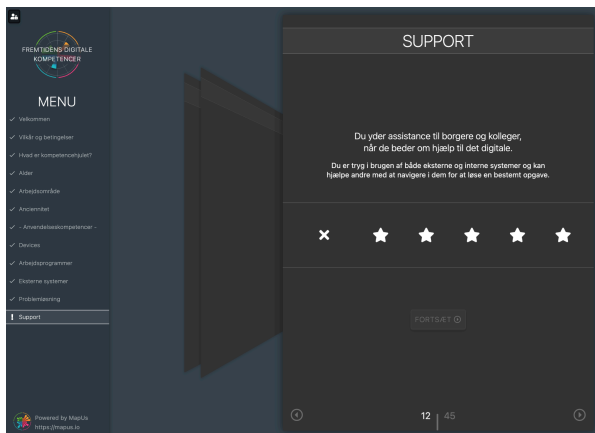 FREMTIDENS DIGITALE
KOMPETENCER
MENU
Velkommen
Vilkår og betingelser
Hvad er kompetencehjulet?
Alder
Arbejdsområde
Anciennitet
- Anvendelseskompetencer -
Devices
Arbejdsprogrammer
Eksterne systemer
Problemløsning
Support
Powered by MapUs
https://mapus.io
SUPPORT
Du yder assistance til borgere og kolleger,
når de beder om hjælp til det digitale.
Du er tryg i brugen af både eksterne og interne systemer og kan
hjælpe andre med at navigere i dem for at løse en bestemt opgave.
FORTSÆT
12 | 45